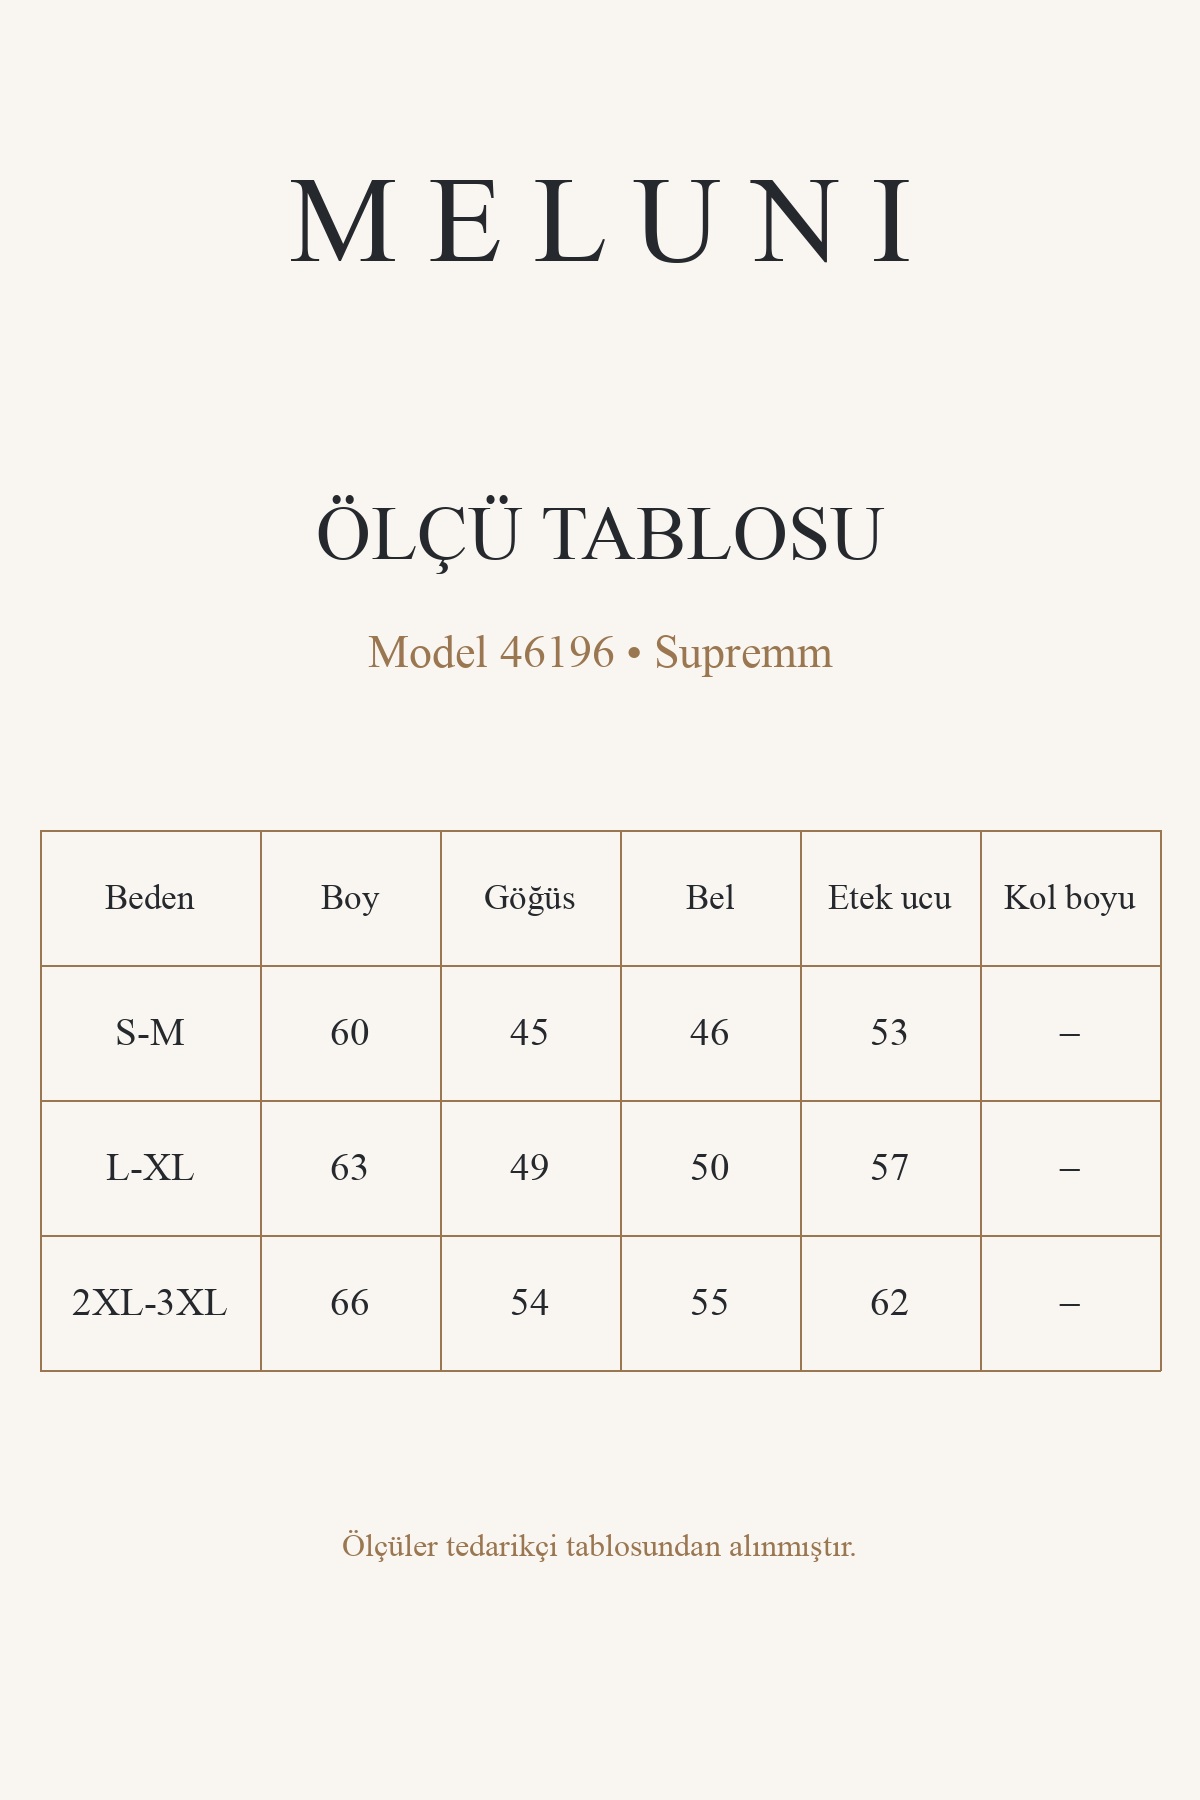 MELUNI
ÖLÇÜ TABLOSU
Model 46196 • Supremm
Beden Boy Göğüs Bel Etek ucu Kol boyu
S-M 60 45 46 53 –
L-XL 63 49 50 57 –
2XL-3XL 66 54 55 62 –
Ölçüler tedarikçi tablosundan alınmıştır.